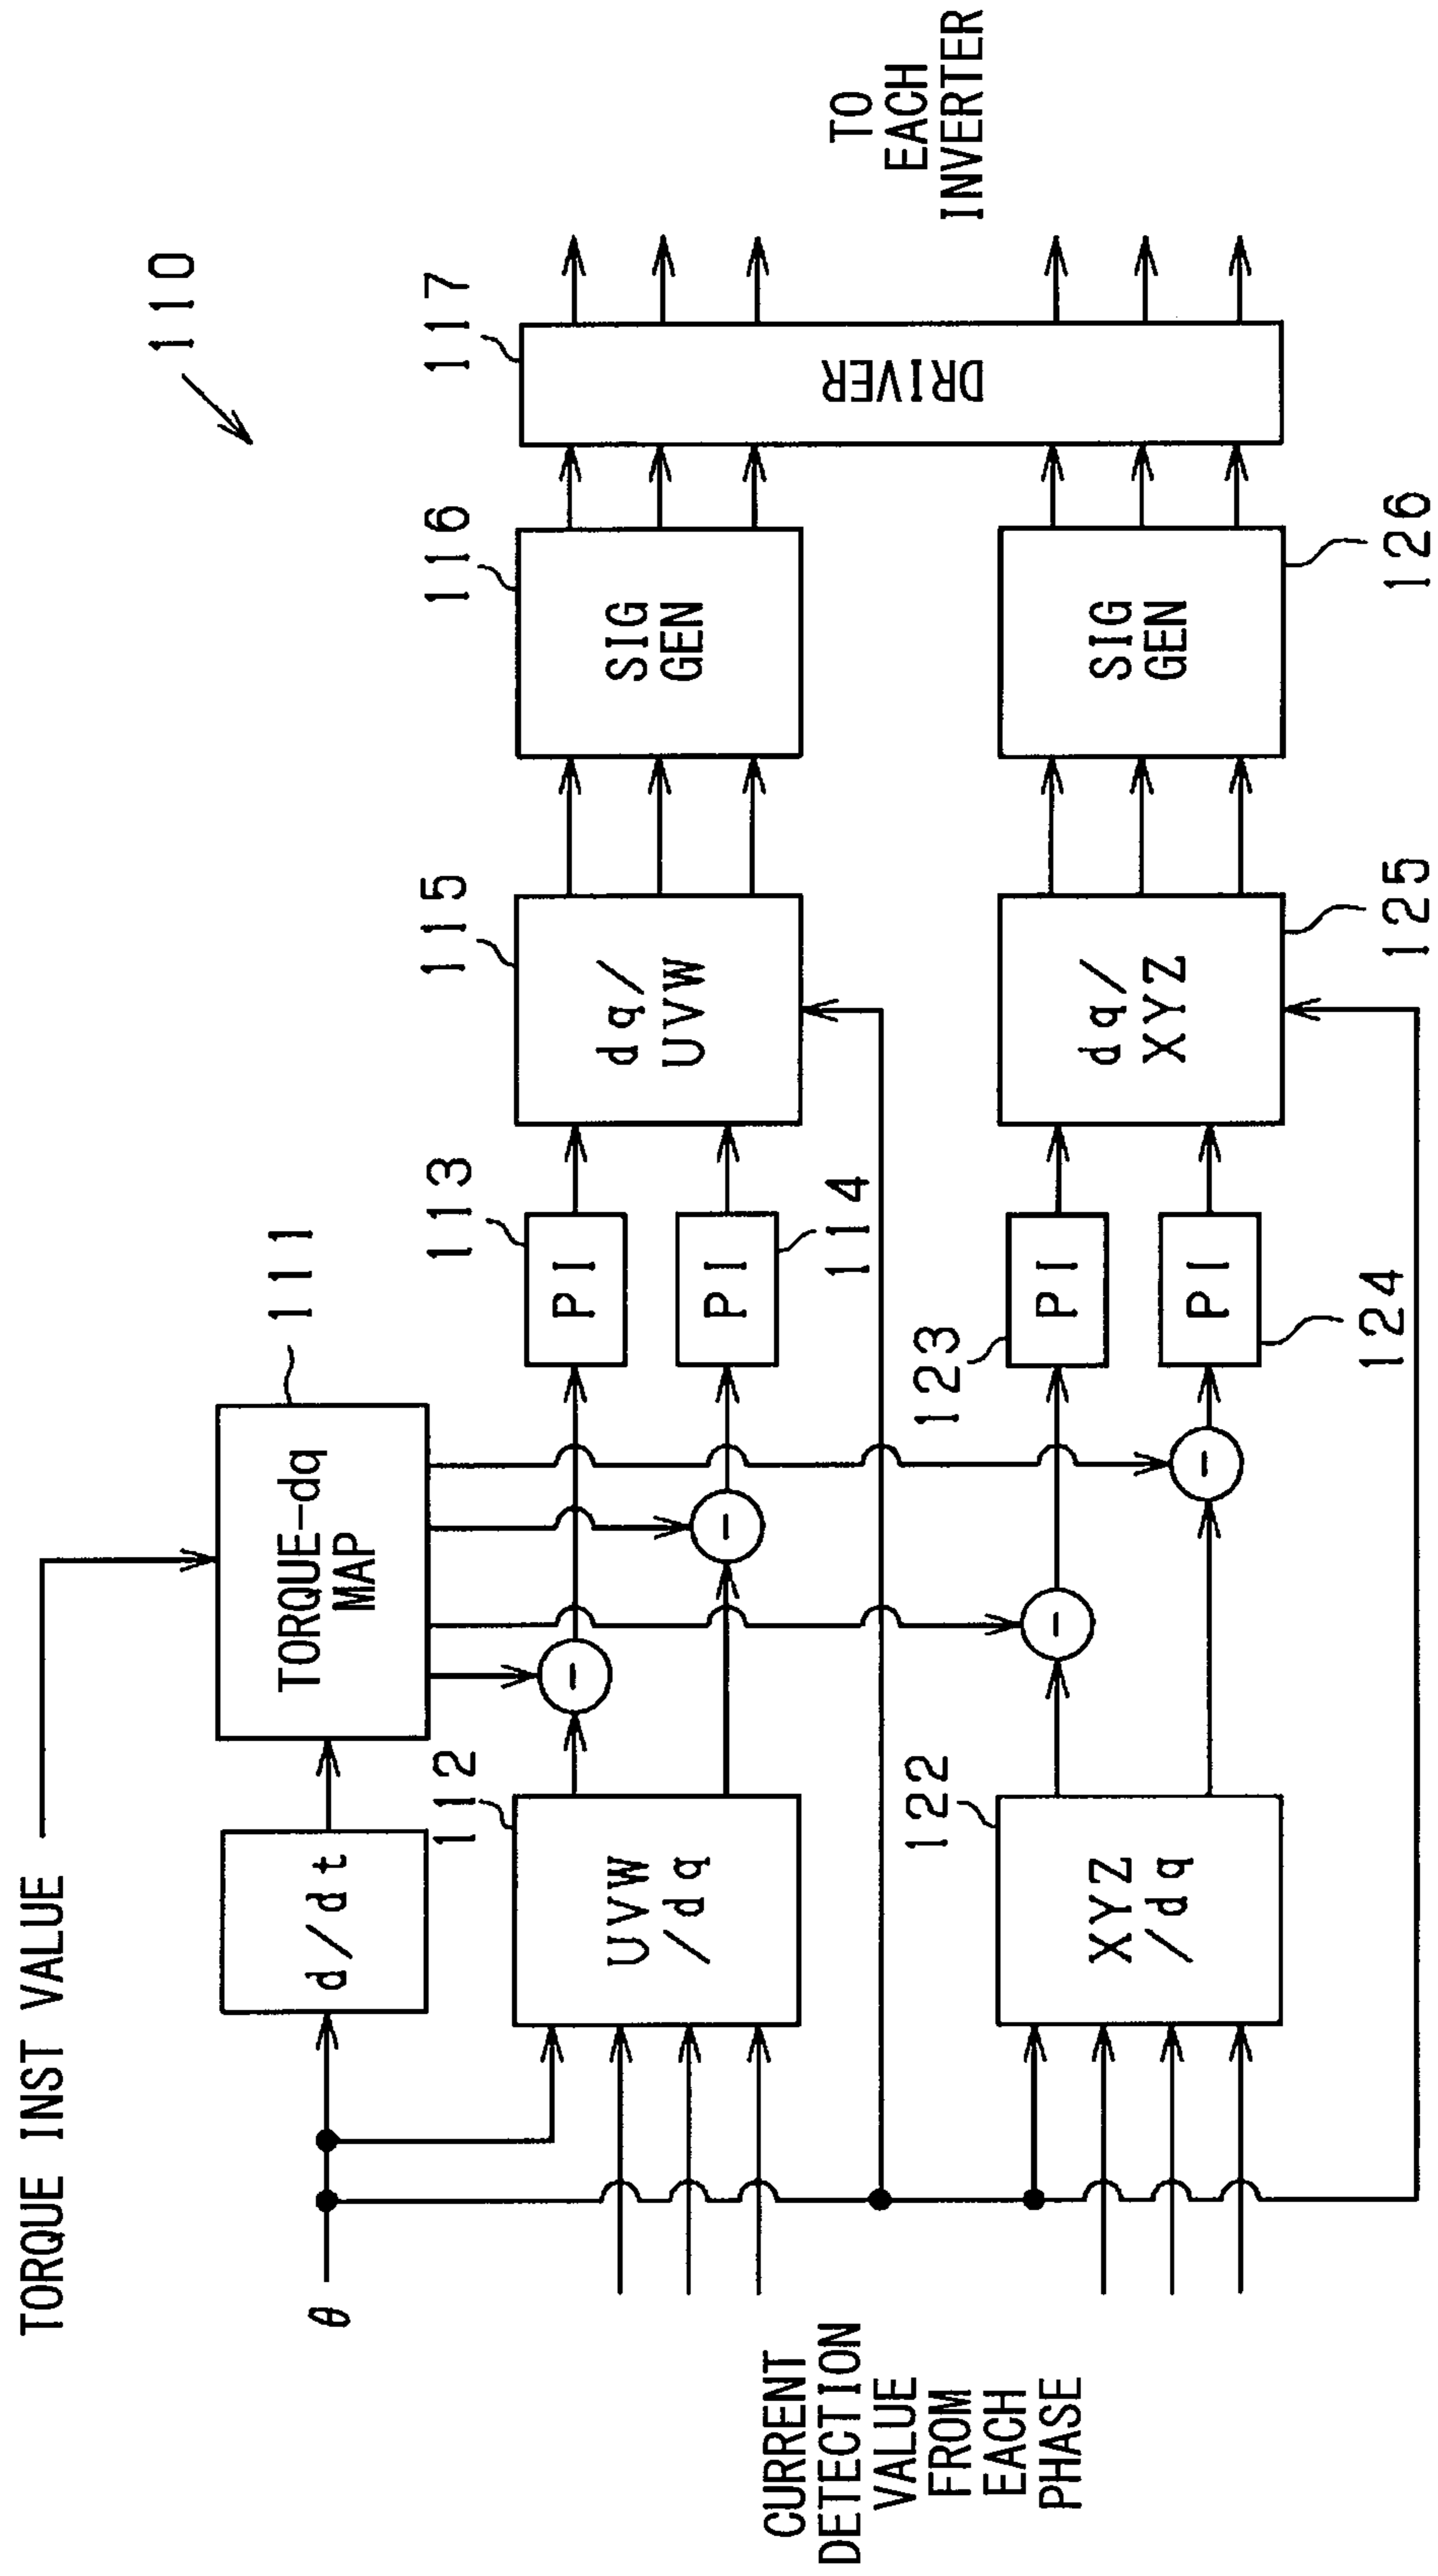 110
TORQUE INST VALUE
θ
d/dt
TORQUE-dq
MAP
111
112
UVW
/dq
113
PI
114
PI
115
dq/
UVW
116
SIG
GEN
117
DRIVER
TO
EACH
INVERTER
CURRENT
DETECTION
VALUE
FROM
EACH
PHASE
122
XYZ
/dq
123
PI
124
PI
125
dq/
XYZ
126
SIG
GEN
-
-
-
-